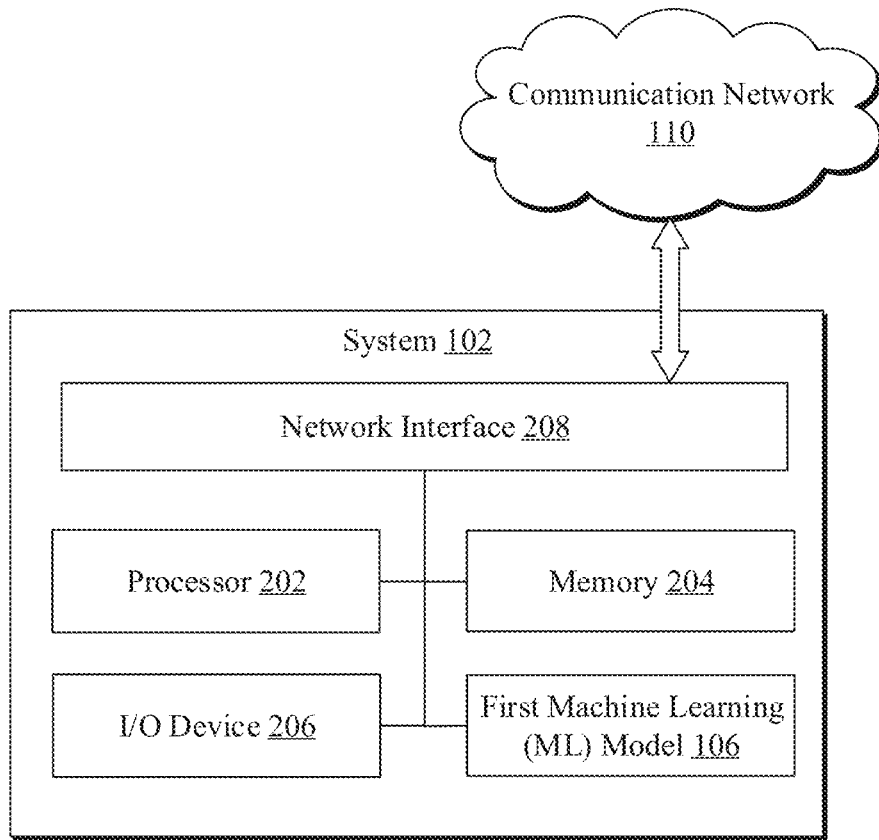 Communication Network
110
System 102
Network Interface 208
Processor 202
Memory 204
I/O Device 206
First Machine Learning
(ML) Model 106